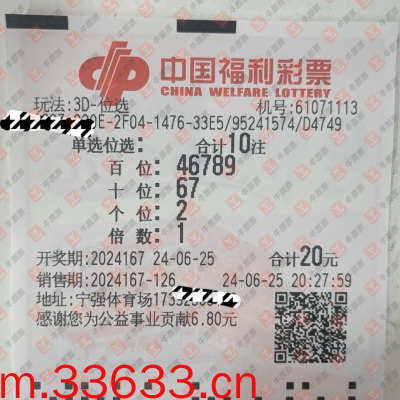 中国福利彩票
CHINA WELFARE LOTTERY
玩法:3D-位选 机号:61071113
2F04-1476-33E5/95241574/D4749
单选位选: 合计10注
百 位: 46789
十 位: 67
个 位: 2
倍 数: 1
开奖期:2024167 24-06-25 合计20元
销售期:2024167-126 24-06-25 20:27:59
地址:宁强体育场
感谢您为公益事业贡献6.80元
m.33633.cn